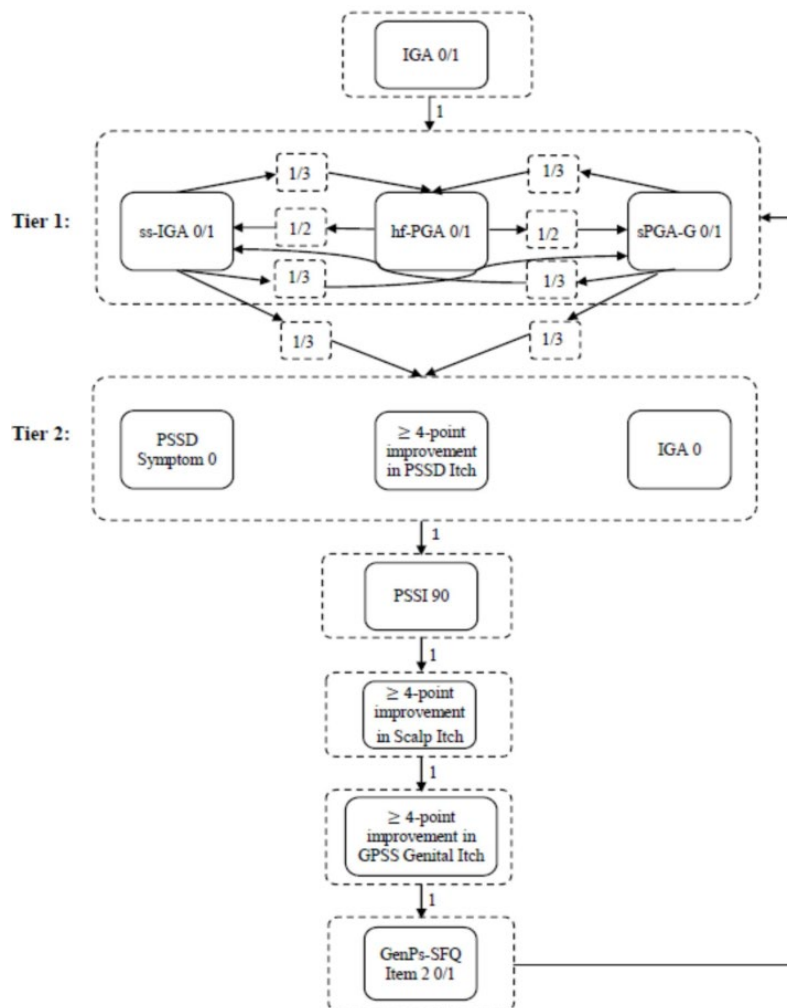 IGA 0/1
1
1/3
1/3
Tier 1:
ss-IGA 0/1
1/2
hf-PGA 0/1
1/2
sPGA-G 0/1
1/3
1/3
1/3
1/3
Tier 2:
PSSD
Symptom 0
≥ 4-point
improvement
in PSSD Itch
IGA 0
1
PSSI 90
1
≥ 4-point
improvement
in Scalp Itch
1
≥ 4-point
improvement in
GPSS Genital Itch
1
GenPs-SFQ
Item 2 0/1